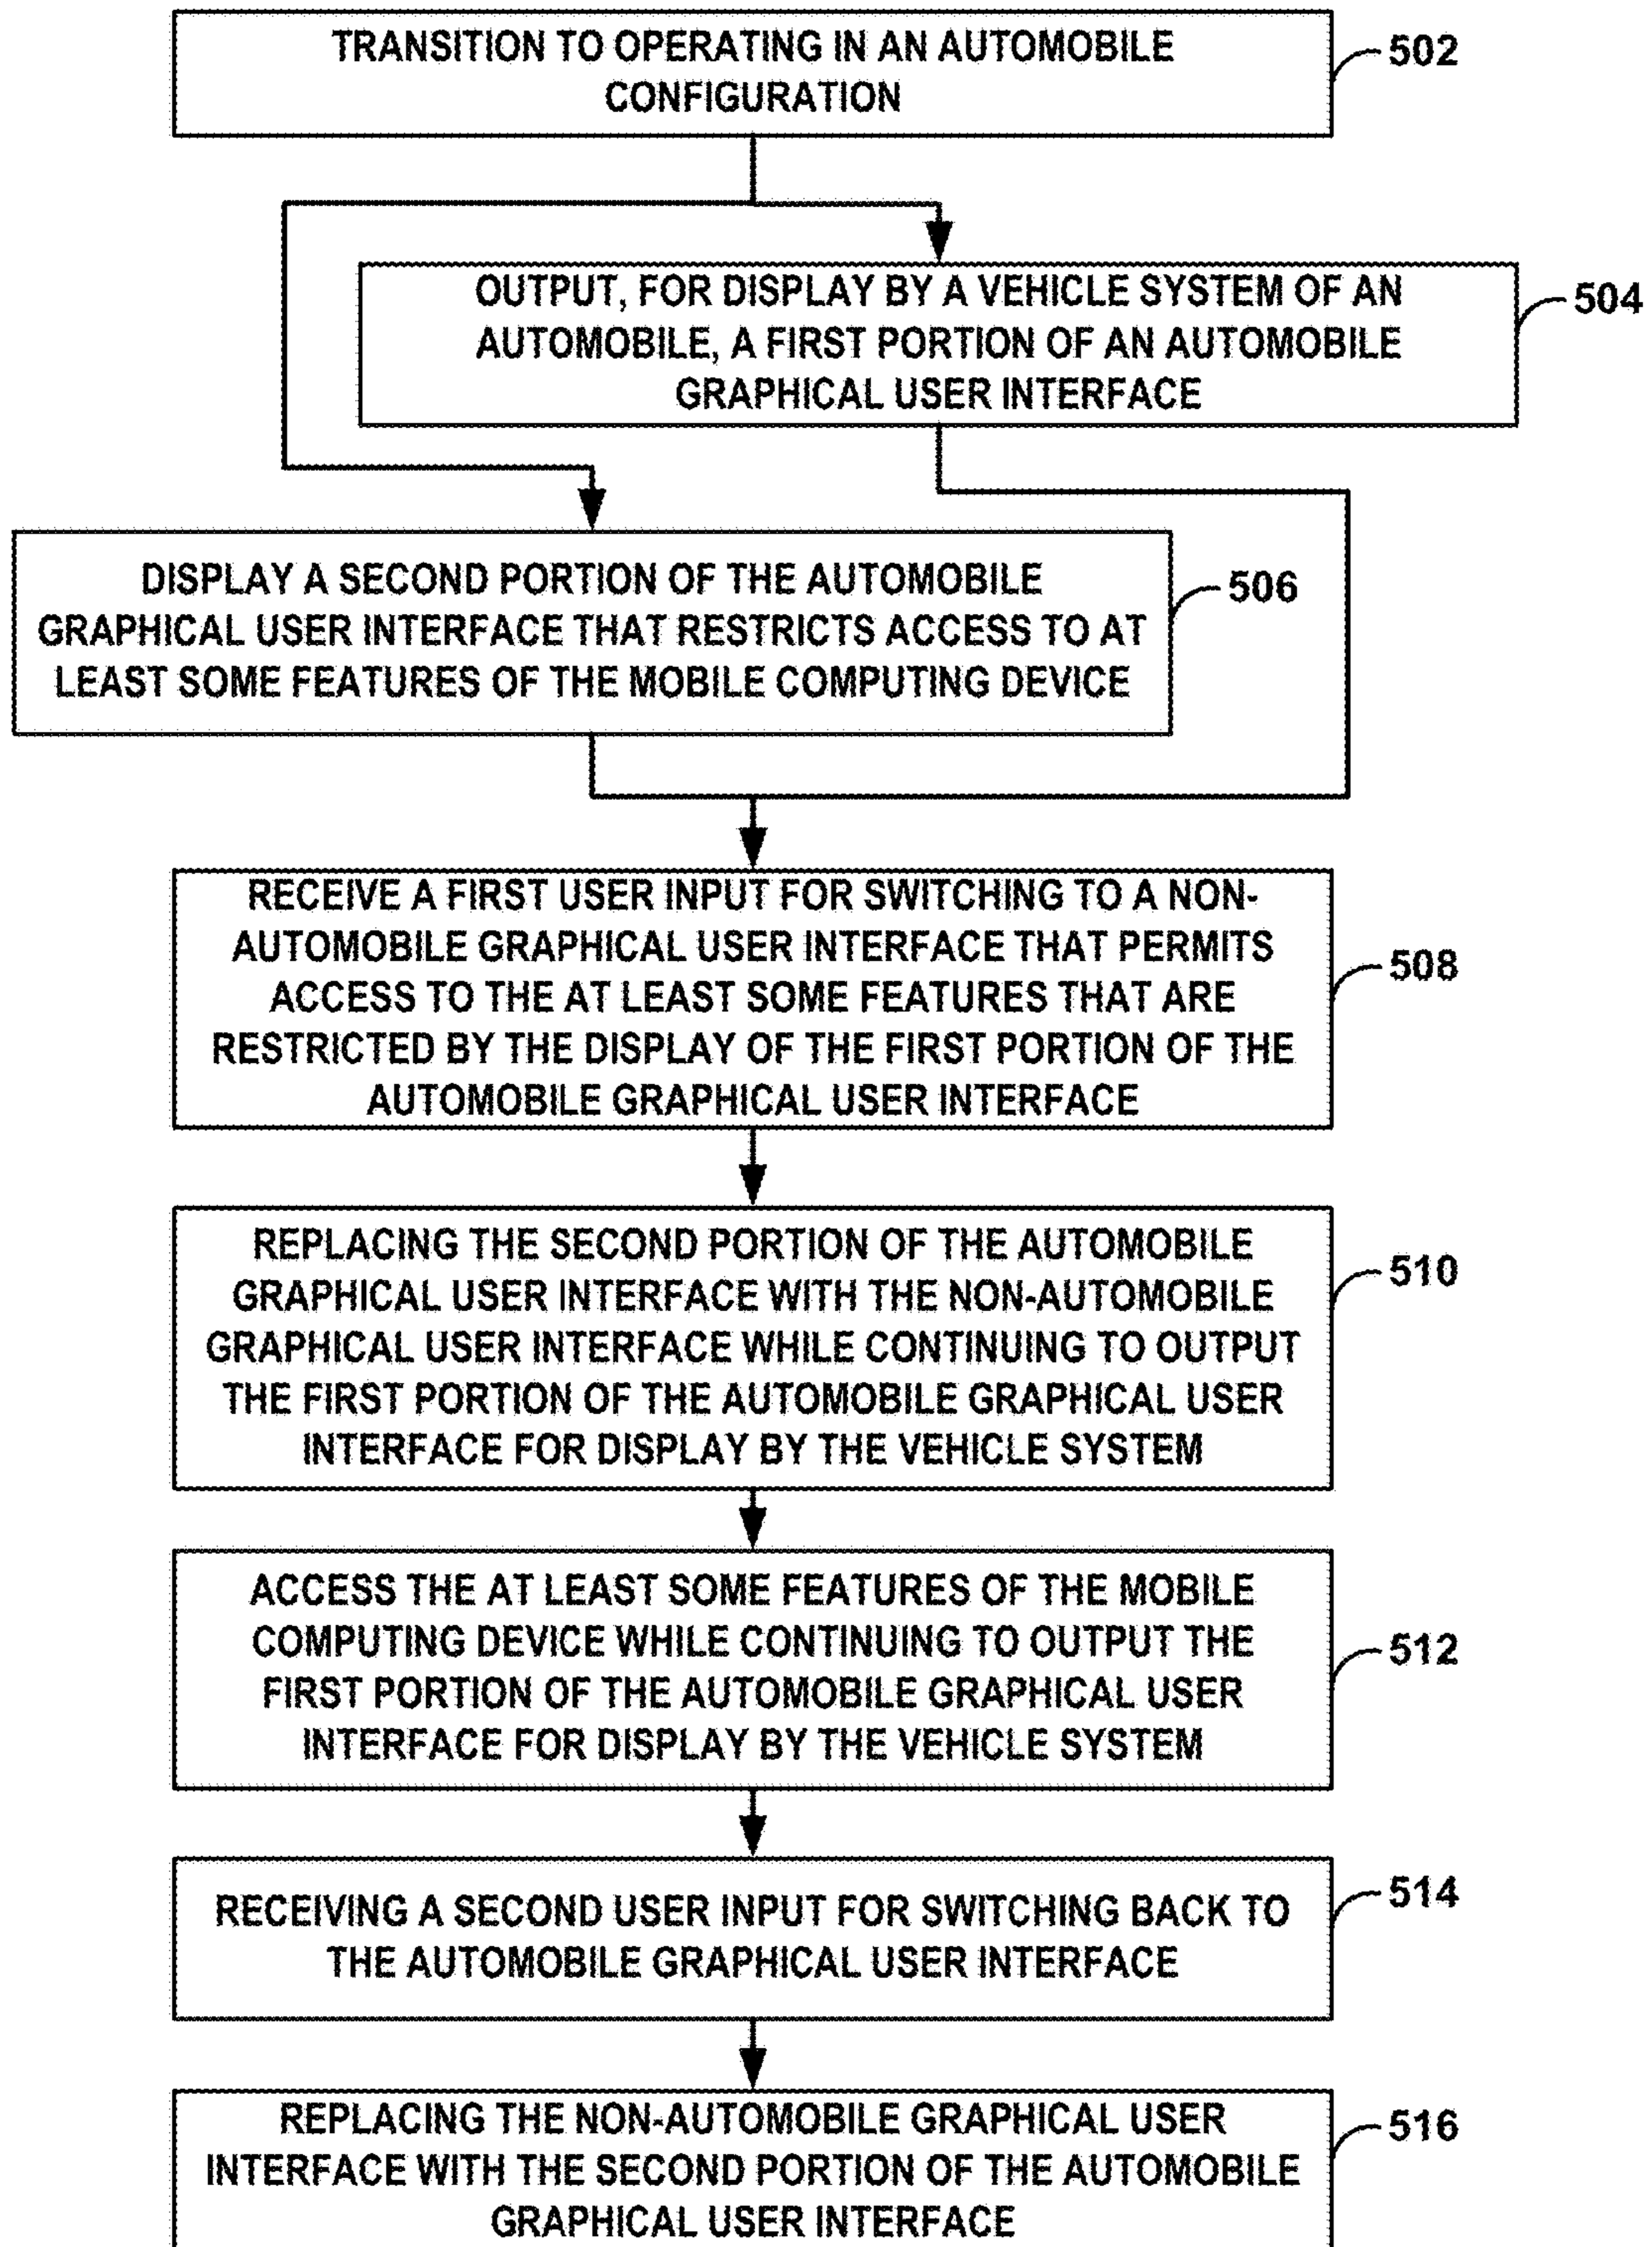 TRANSITION TO OPERATING IN AN AUTOMOBILE
CONFIGURATION
502
OUTPUT, FOR DISPLAY BY A VEHICLE SYSTEM OF AN
AUTOMOBILE, A FIRST PORTION OF AN AUTOMOBILE
GRAPHICAL USER INTERFACE
504
DISPLAY A SECOND PORTION OF THE AUTOMOBILE
GRAPHICAL USER INTERFACE THAT RESTRICTS ACCESS TO AT
LEAST SOME FEATURES OF THE MOBILE COMPUTING DEVICE
506
RECEIVE A FIRST USER INPUT FOR SWITCHING TO A NON-
AUTOMOBILE GRAPHICAL USER INTERFACE THAT PERMITS
ACCESS TO THE AT LEAST SOME FEATURES THAT ARE
RESTRICTED BY THE DISPLAY OF THE FIRST PORTION OF THE
AUTOMOBILE GRAPHICAL USER INTERFACE
508
REPLACING THE SECOND PORTION OF THE AUTOMOBILE
GRAPHICAL USER INTERFACE WITH THE NON-AUTOMOBILE
GRAPHICAL USER INTERFACE WHILE CONTINUING TO OUTPUT
THE FIRST PORTION OF THE AUTOMOBILE GRAPHICAL USER
INTERFACE FOR DISPLAY BY THE VEHICLE SYSTEM
510
ACCESS THE AT LEAST SOME FEATURES OF THE MOBILE
COMPUTING DEVICE WHILE CONTINUING TO OUTPUT THE
FIRST PORTION OF THE AUTOMOBILE GRAPHICAL USER
INTERFACE FOR DISPLAY BY THE VEHICLE SYSTEM
512
RECEIVING A SECOND USER INPUT FOR SWITCHING BACK TO
THE AUTOMOBILE GRAPHICAL USER INTERFACE
514
REPLACING THE NON-AUTOMOBILE GRAPHICAL USER
INTERFACE WITH THE SECOND PORTION OF THE AUTOMOBILE
GRAPHICAL USER INTERFACE
516